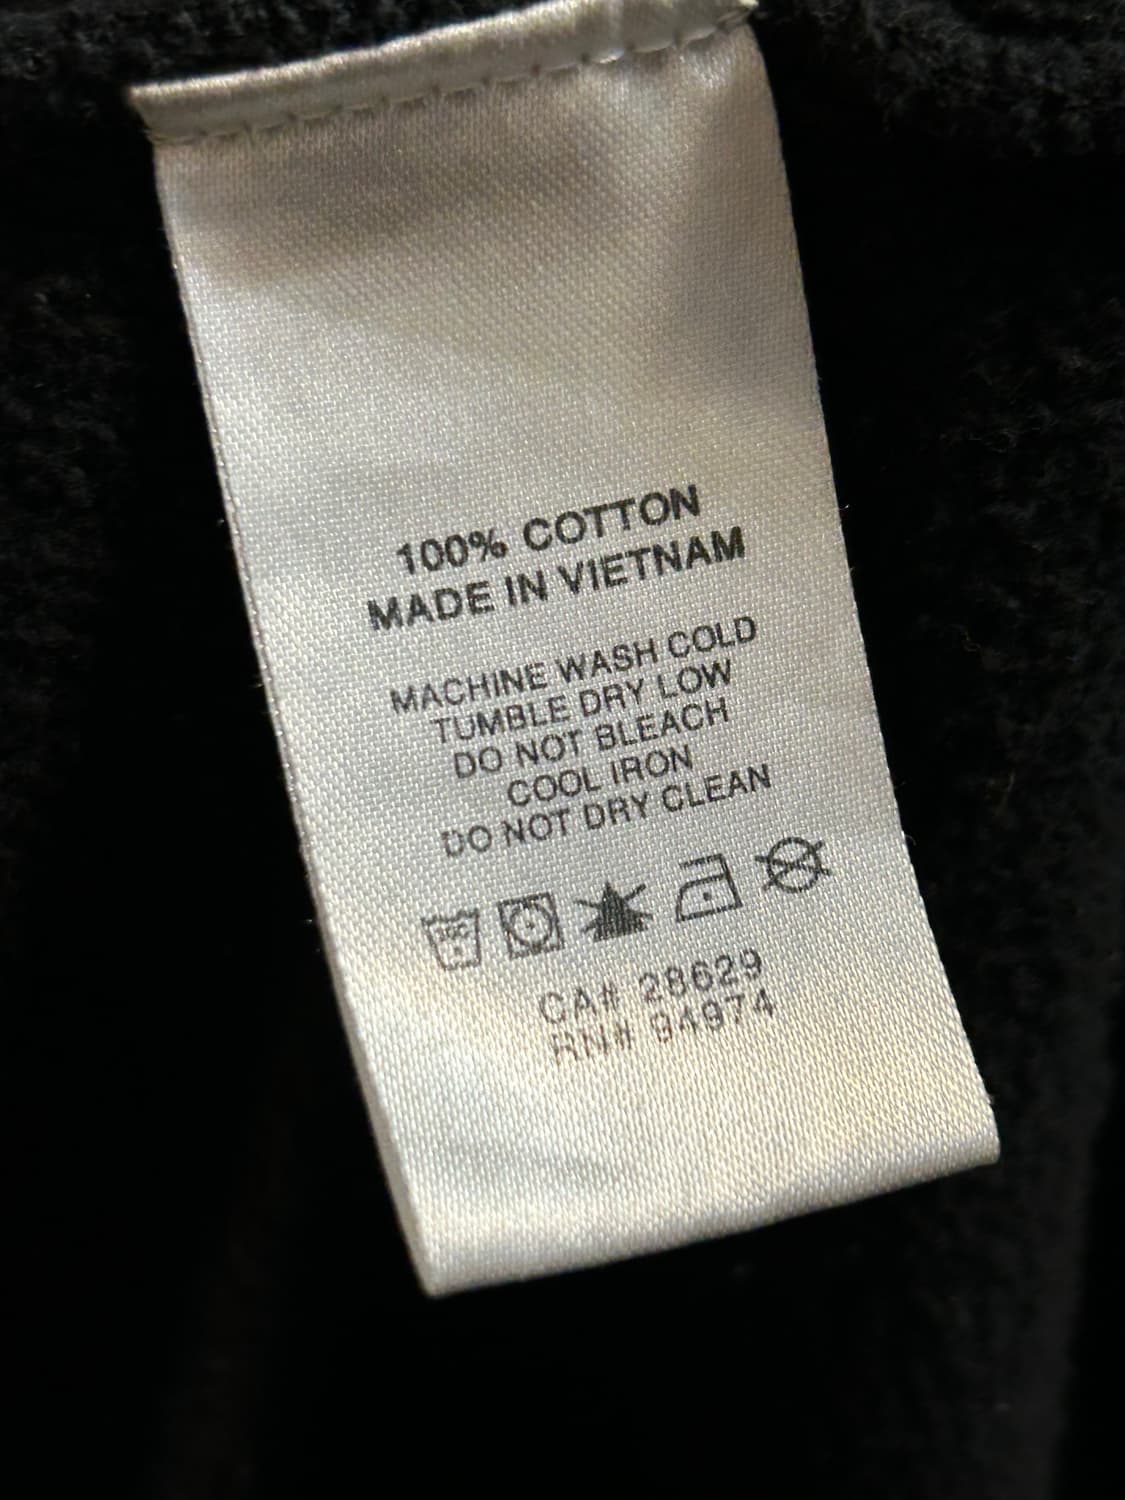 100% COTTON
MADE IN VIETNAM
MACHINE WASH COLD
TUMBLE DRY LOW
DO NOT BLEACH
COOL IRON
DO NOT DRY CLEAN
CA# 28629
RN# 94974